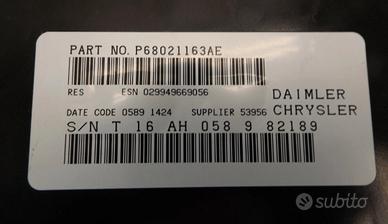 PART NO. P68021163AE
RES ESN 029949669056
DAIMLER
DATE CODE 0589 1424 SUPPLIER 53956 CHRYSLER
S/N T 16 AH 058 9 82189
subito